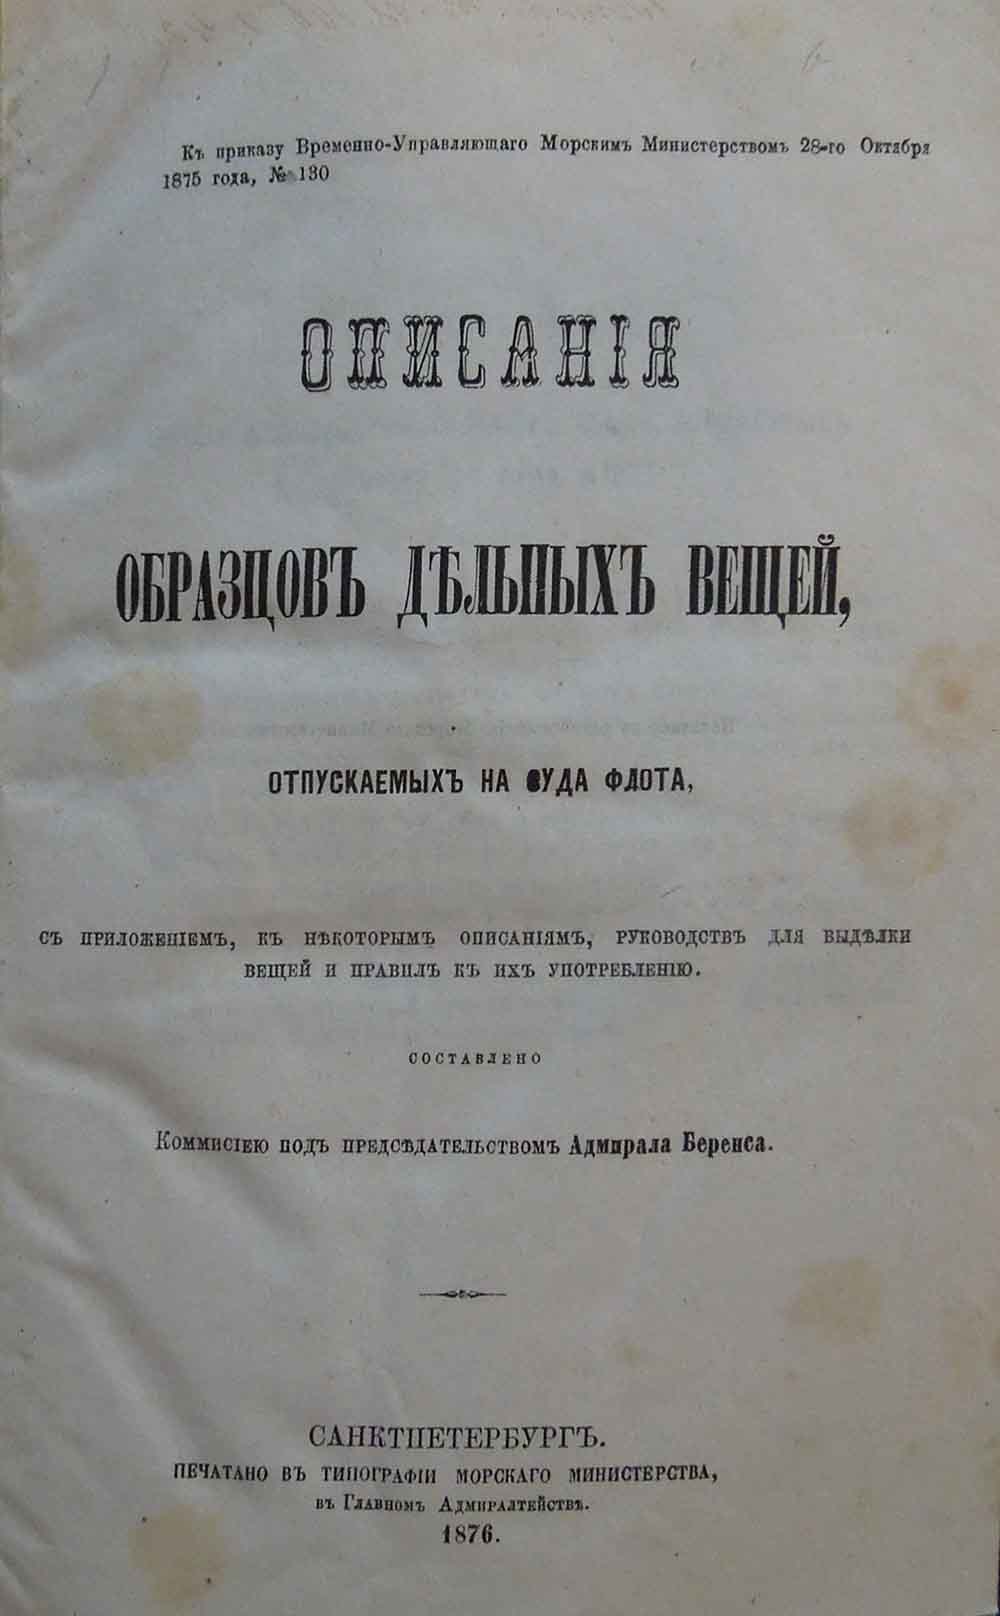 Къ приказу Временно-Управляющаго Морскимъ Министерствомъ 28-го Октября
1875 года, № 130
ОПИСАНІЯ
ОБРАЗЦОВЪ ДѢЛЬНЫХЪ ВЕЩЕЙ,
ОТПУСКАЕМЫХЪ НА СУДА ФЛОТА,
СЪ ПРИЛОЖЕНІЕМЪ, КЪ НѢКОТОРЫМЪ ОПИСАНІЯМЪ, РУКОВОДСТВЪ ДЛЯ ВЫДѢЛКИ
ВЕЩЕЙ И ПРАВИЛЪ КЪ ИХЪ УПОТРЕБЛЕНІЮ.
СОСТАВЛЕНО
Коммисіею подъ предсѣдательствомъ Адмирала Беренса.
САНКТПЕТЕРБУРГЪ.
ПЕЧАТАНО ВЪ ТИПОГРАФІИ МОРСКАГО МИНИСТЕРСТВА,
въ Главномъ Адмиралтействѣ.
1876.